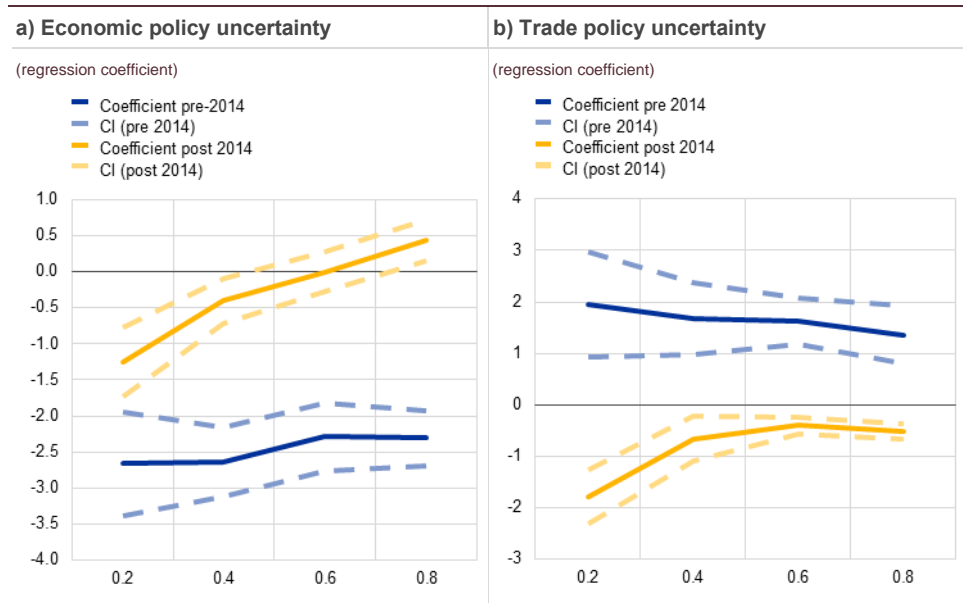 a) Economic policy uncertainty
(regression coefficient)
Coefficient pre-2014
CI (pre 2014)
Coefficient post 2014
CI (post 2014)
1.0
0.5
0.0
-0.5
-1.0
-1.5
-2.0
-2.5
-3.0
-3.5
-4.0
0.2 0.4 0.6 0.8
b) Trade policy uncertainty
(regression coefficient)
Coefficient pre 2014
CI (pre 2014)
Coefficient post 2014
CI (post 2014)
4
3
2
1
0
-1
-2
-3
0.2 0.4 0.6 0.8